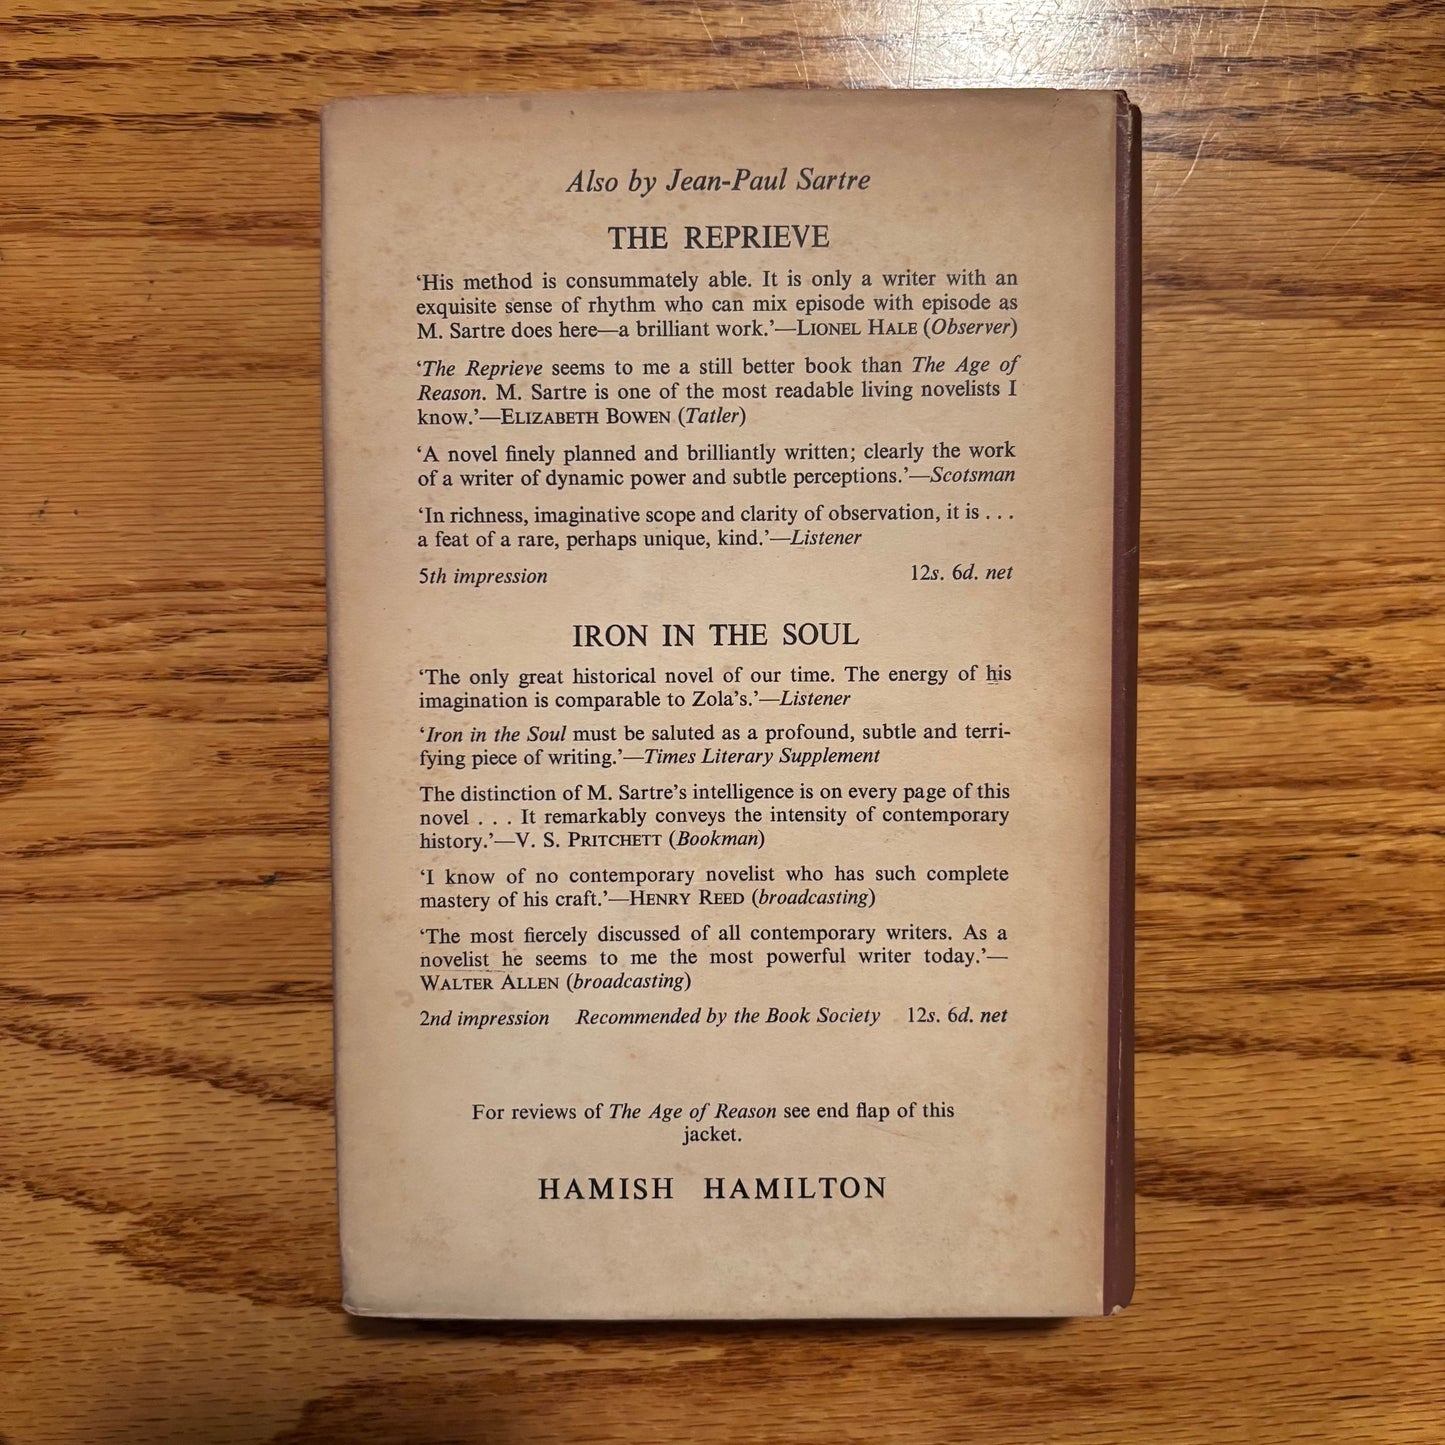 Also by Jean-Paul Sartre
THE REPRIEVE
‘His method is consummately able. It is only a writer with an
exquisite sense of rhythm who can mix episode with episode as
M. Sartre does here—a brilliant work.’—LIONEL HALE (Observer)
‘The Reprieve seems to me a still better book than The Age of
Reason. M. Sartre is one of the most readable living novelists I
know.’—ELIZABETH BOWEN (Tatler)
‘A novel finely planned and brilliantly written; clearly the work
of a writer of dynamic power and subtle perceptions.’—Scotsman
‘In richness, imaginative scope and clarity of observation, it is . . .
a feat of a rare, perhaps unique, kind.’—Listener
5th impression 12s. 6d. net
IRON IN THE SOUL
‘The only great historical novel of our time. The energy of his
imagination is comparable to Zola’s.’—Listener
‘Iron in the Soul must be saluted as a profound, subtle and terri-
fying piece of writing.’—Times Literary Supplement
The distinction of M. Sartre’s intelligence is on every page of this
novel . . . It remarkably conveys the intensity of contemporary
history.’—V. S. PRITCHETT (Bookman)
‘I know of no contemporary novelist who has such complete
mastery of his craft.’—HENRY REED (broadcasting)
‘The most fiercely discussed of all contemporary writers. As a
novelist he seems to me the most powerful writer today.’—
WALTER ALLEN (broadcasting)
2nd impression Recommended by the Book Society 12s. 6d. net
For reviews of The Age of Reason see end flap of this
jacket.
HAMISH HAMILTON